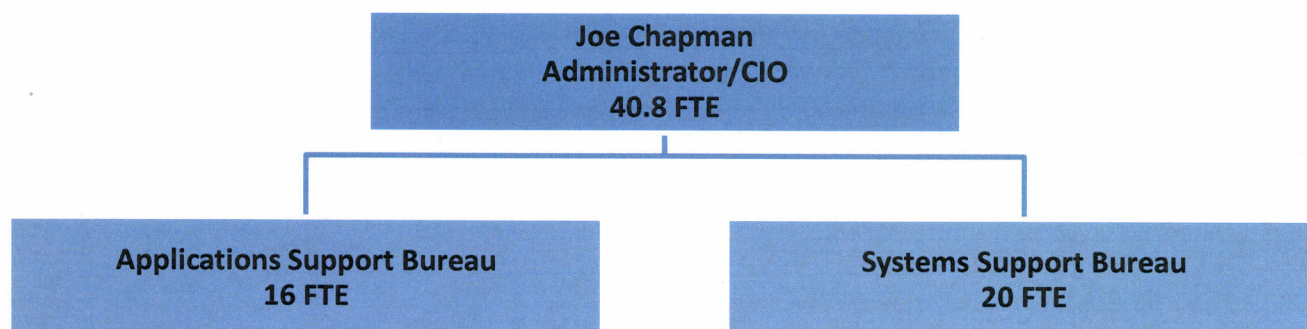 Joe Chapman
Administrator/CIO
40.8 FTE
Applications Support Bureau
16 FTE
Systems Support Bureau
20 FTE